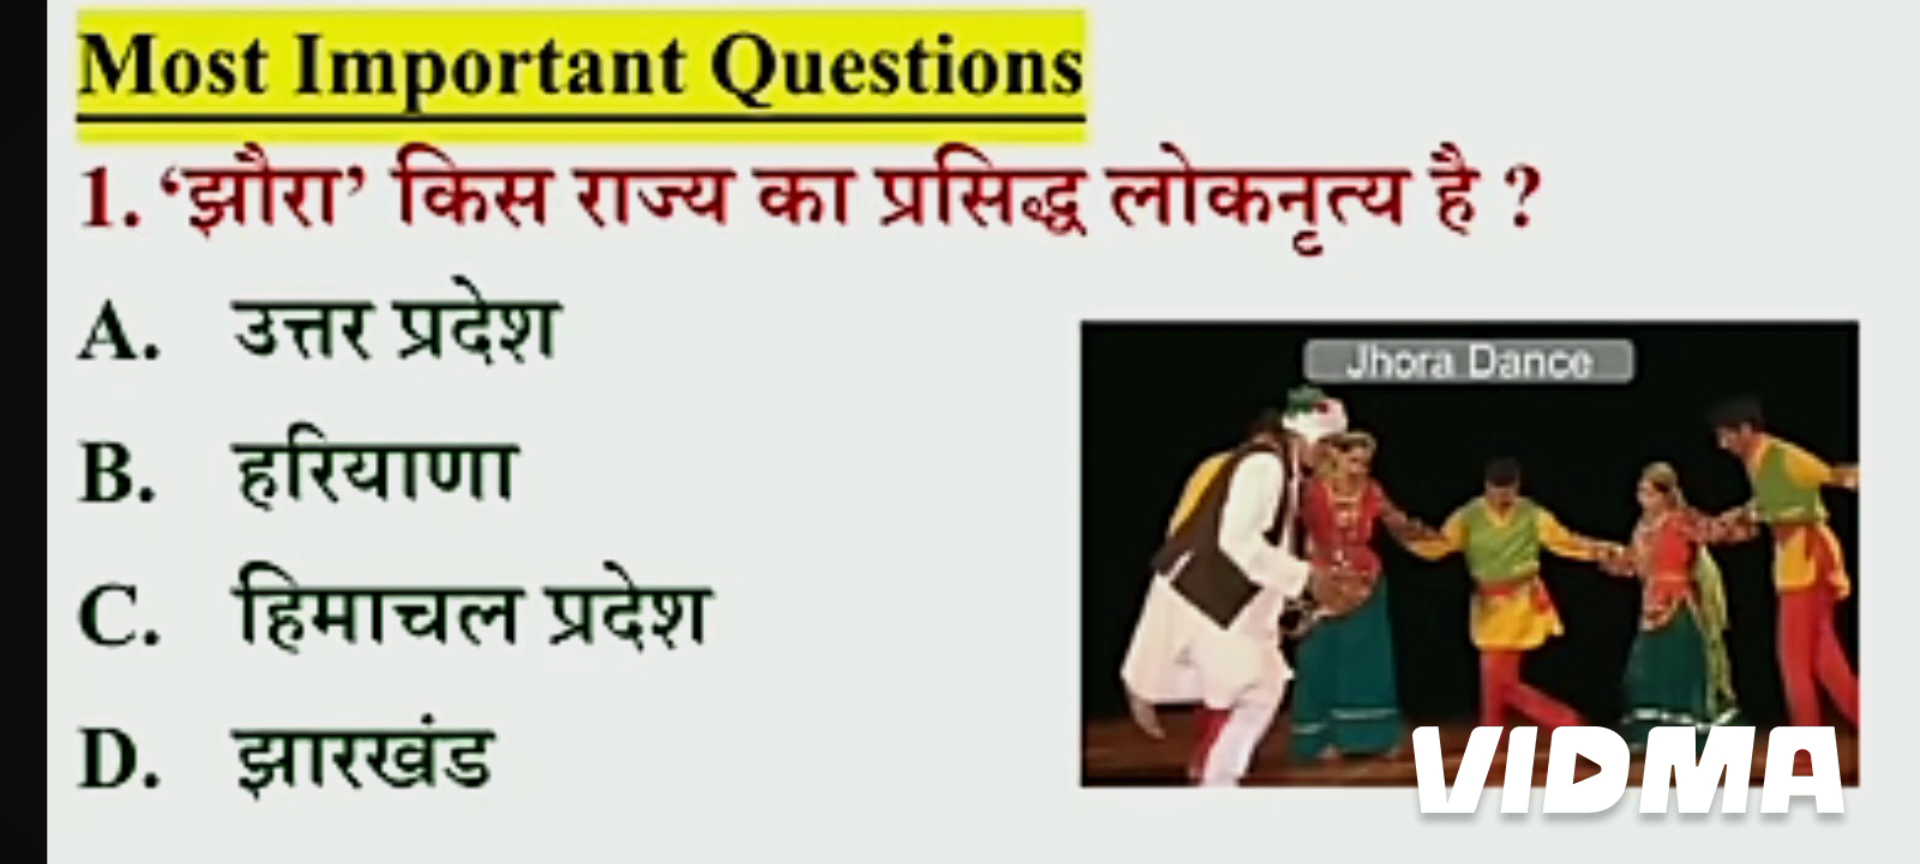 Most Important Questions
1. ‘झौरा’ किस राज्य का प्रसिद्ध लोकनृत्य है ?
A. उत्तर प्रदेश
B. हरियाणा
C. हिमाचल प्रदेश
D. झारखंड
Jhora Dance
VIDMA